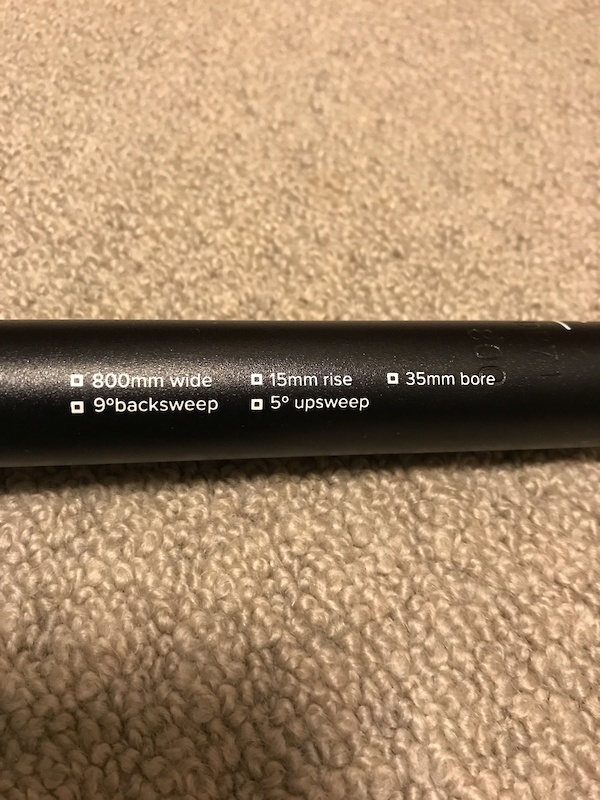 800mm wide 15mm rise 35mm bore
9°backsweep 5° upsweep